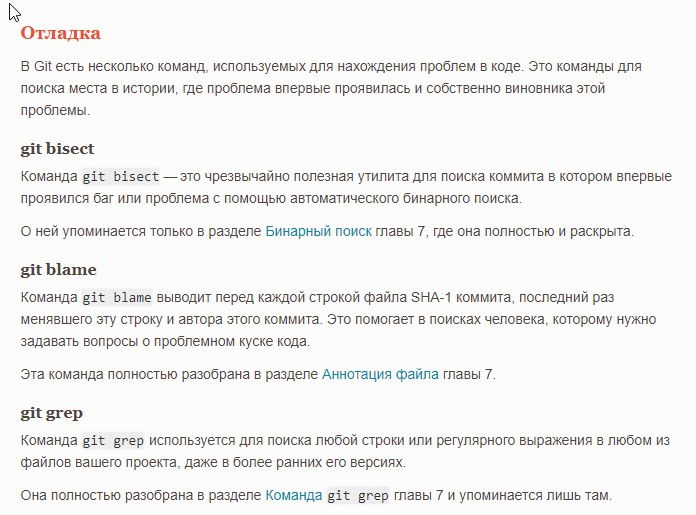 Отладка
В Git есть несколько команд, используемых для нахождения проблем в коде. Это команды для
поиска места в истории, где проблема впервые проявилась и собственно виновника этой
проблемы.
git bisect
Команда git bisect — это чрезвычайно полезная утилита для поиска коммита в котором впервые
проявился баг или проблема с помощью автоматического бинарного поиска.
О ней упоминается только в разделе Бинарный поиск главы 7, где она полностью и раскрыта.
git blame
Команда git blame выводит перед каждой строкой файла SHA-1 коммита, последний раз
менявшего эту строку и автора этого коммита. Это помогает в поисках человека, которому нужно
задавать вопросы о проблемном куске кода.
Эта команда полностью разобрана в разделе Аннотация файла главы 7.
git grep
Команда git grep используется для поиска любой строки или регулярного выражения в любом из
файлов вашего проекта, даже в более ранних его версиях.
Она полностью разобрана в разделе Команда git grep главы 7 и упоминается лишь там.